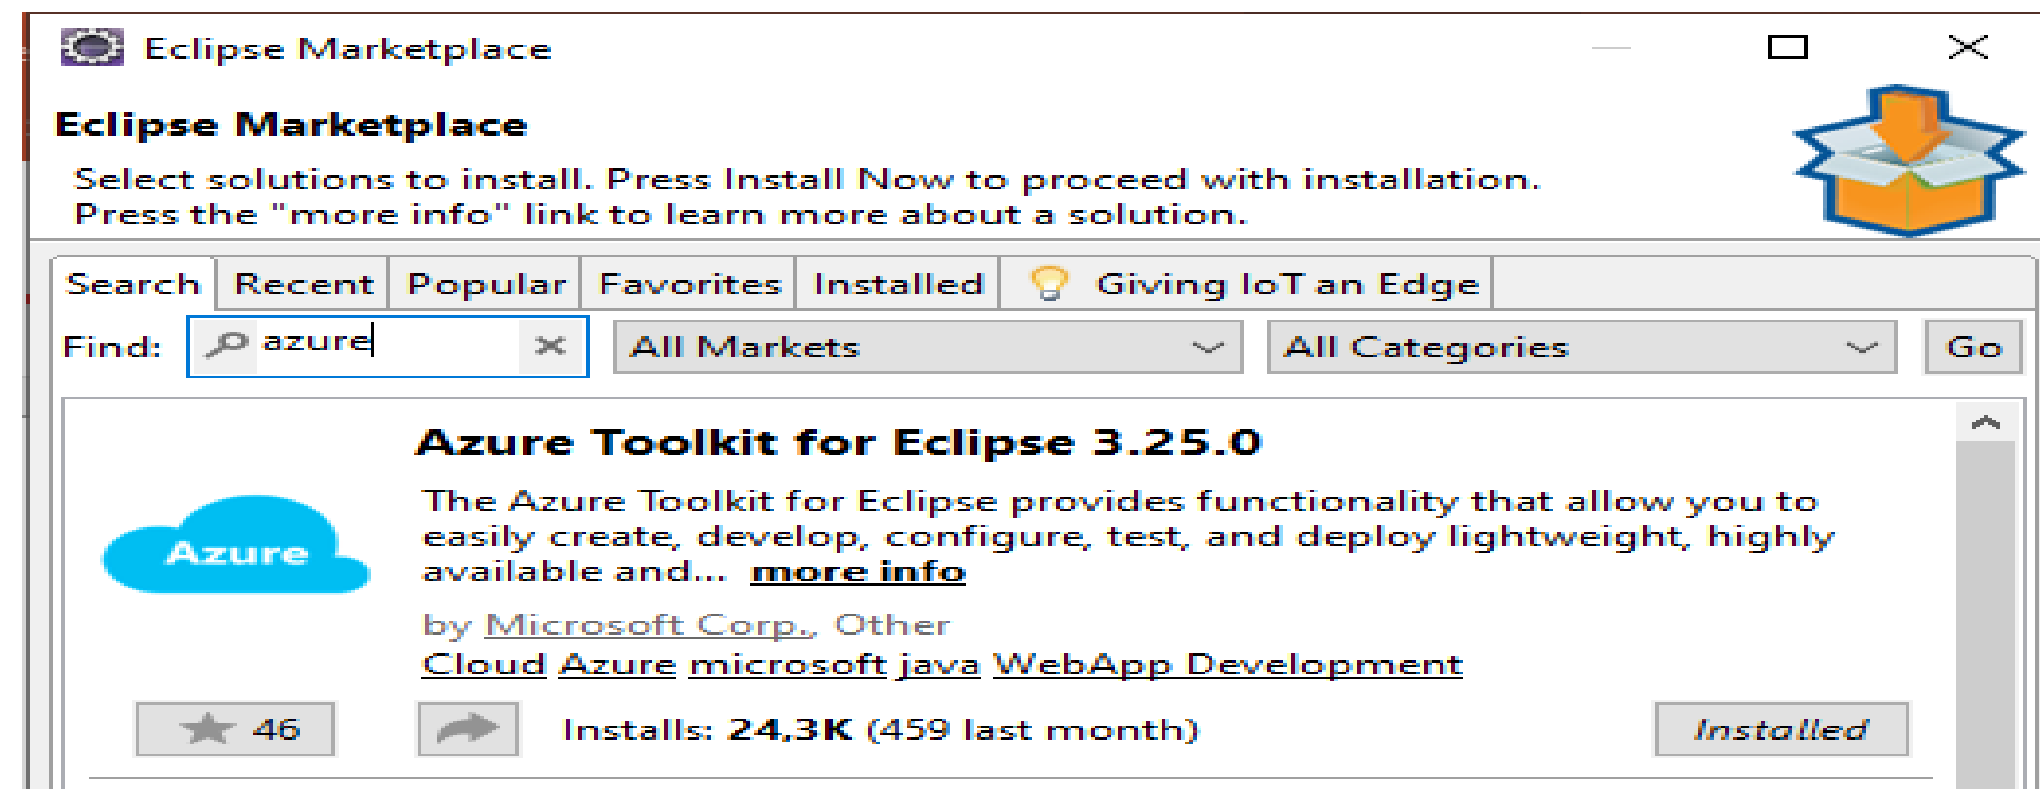 Eclipse Marketplace
Eclipse Marketplace
Select solutions to install. Press Install Now to proceed with installation.
Press the "more info" link to learn more about a solution.
Search Recent Popular Favorites Installed Giving IoT an Edge
Find: azure All Markets All Categories Go
Azure Toolkit for Eclipse 3.25.0
The Azure Toolkit for Eclipse provides functionality that allow you to
easily create, develop, configure, test, and deploy lightweight, highly
Azure
available and... more info
by Microsoft Corp., Other
Cloud Azure microsoft java WebApp Development
46 Installs: 24,3K (459 last month) Installed